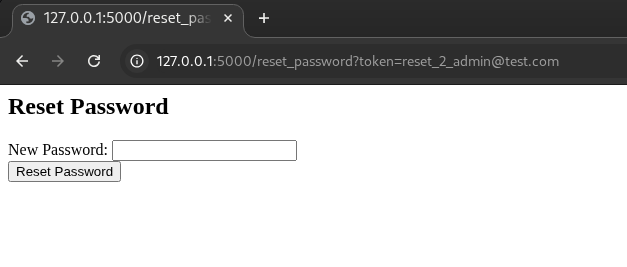 127.0.0.1:5000/reset_pas
127.0.0.1:5000/reset_password?token=reset_2_admin@test.com
Reset Password
New Password:
Reset Password